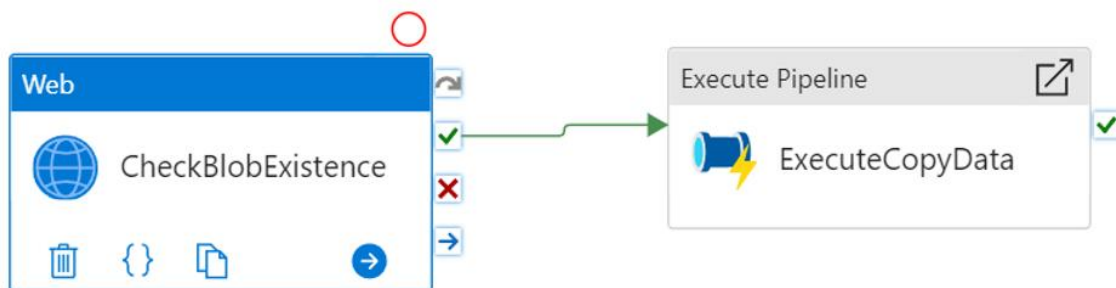 Web
CheckBlobExistence
{}
Execute Pipeline
ExecuteCopyData